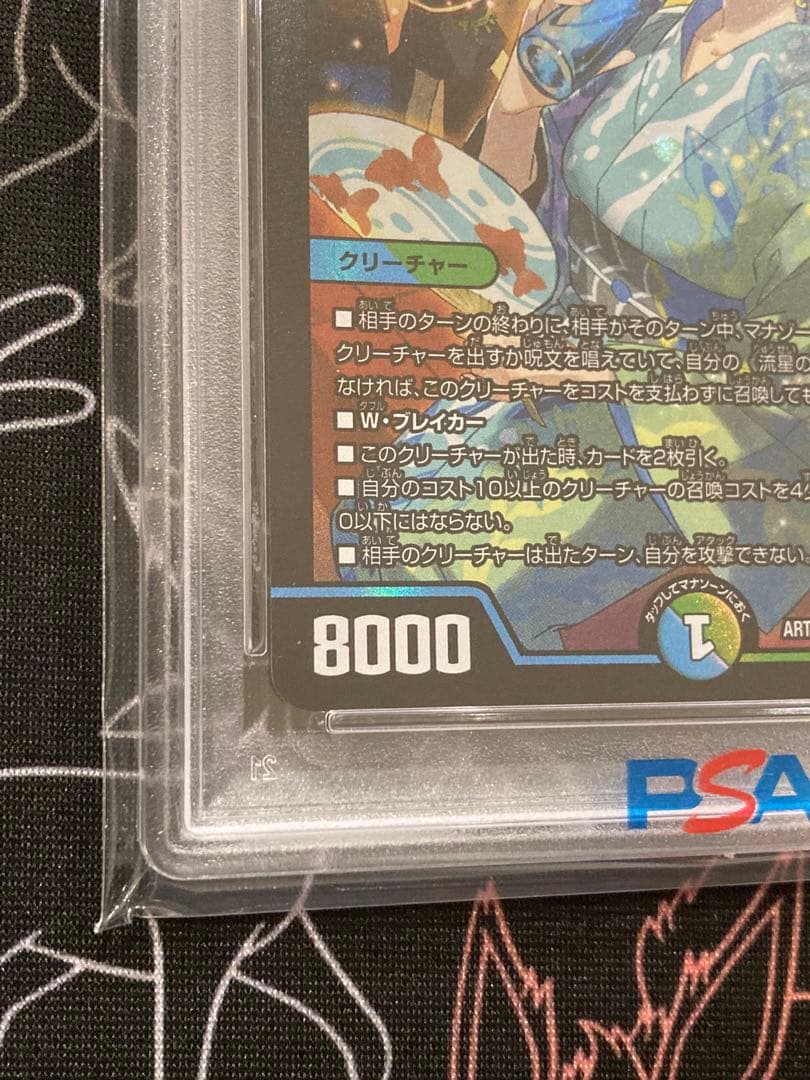 クリーチャー
■相手のターンの終わりに、相手がそのターン中、マナゾー
クリーチャーを出すか呪文を唱えていて、自分の《流星の
なければ、このクリーチャーをコストを支払わずに召喚しても
■W・ブレイカー
■このクリーチャーが出た時、カードを2枚引く。
■自分のコスト10以上のクリーチャーの召喚コストを4
0以下にはならない。
■相手のクリーチャーは出たターン、自分を攻撃できない。
タップしてマナゾーンにおく
1
8000
ART
21
PSA